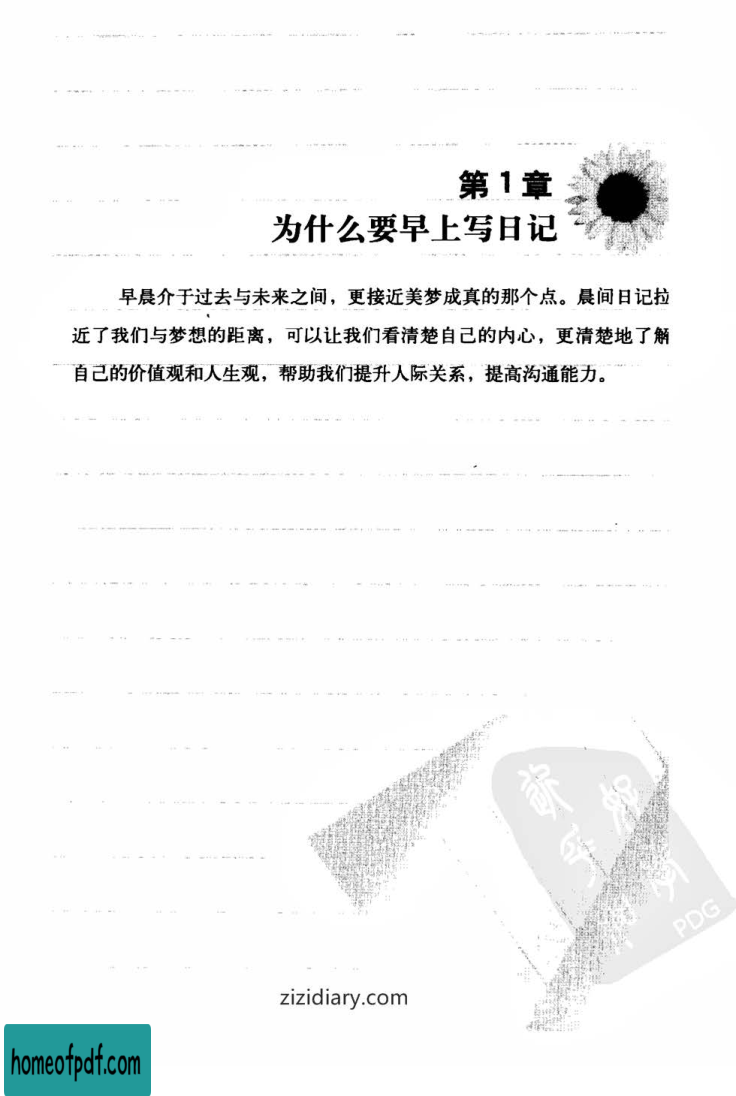 第1章
为什么要早上写日记
早晨介于过去与未来之间，更接近美梦成真的那个点。晨间日记拉
近了我们与梦想的距离，可以让我们看清楚自己的内心，更清楚地了解
自己的价值观和人生观，帮助我们提升人际关系，提高沟通能力。
PDG
zizidiary.com
homeofpdf.com